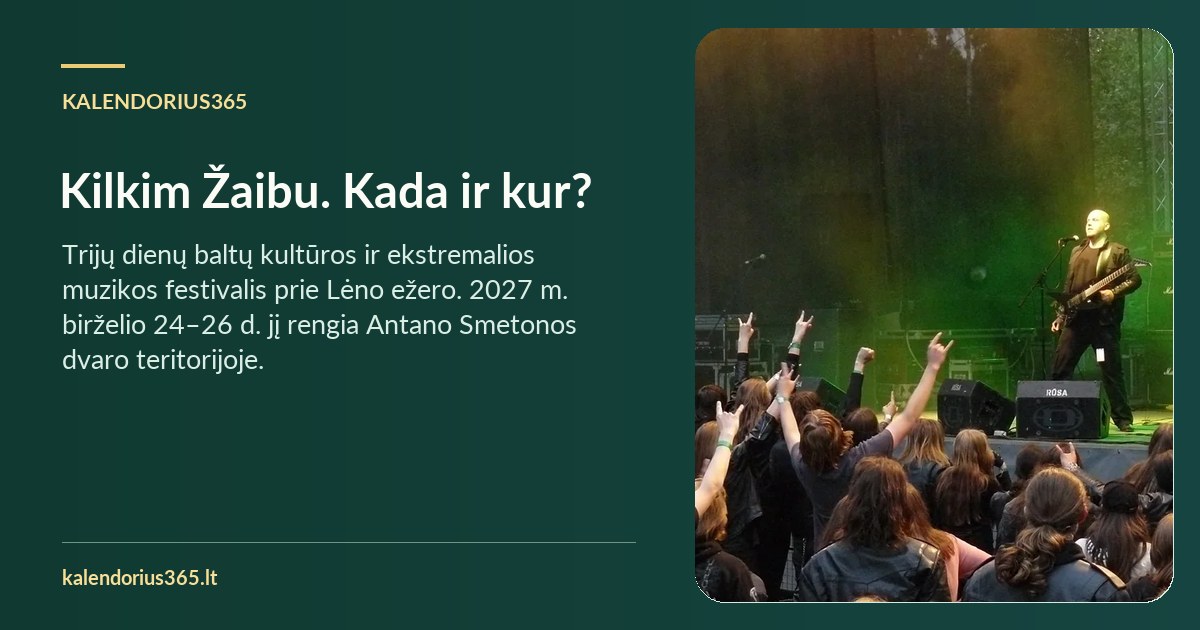 KALENDORIUS365
Kilkim Žaibu. Kada ir kur?
Trijų dienų baltų kultūros ir ekstremalios
muzikos festivalis prie Lėno ežero. 2027 m.
birželio 24–26 d. jį rengia Antano Smetonos
dvaro teritorijoje.
kalendorius365.lt
RÖSA